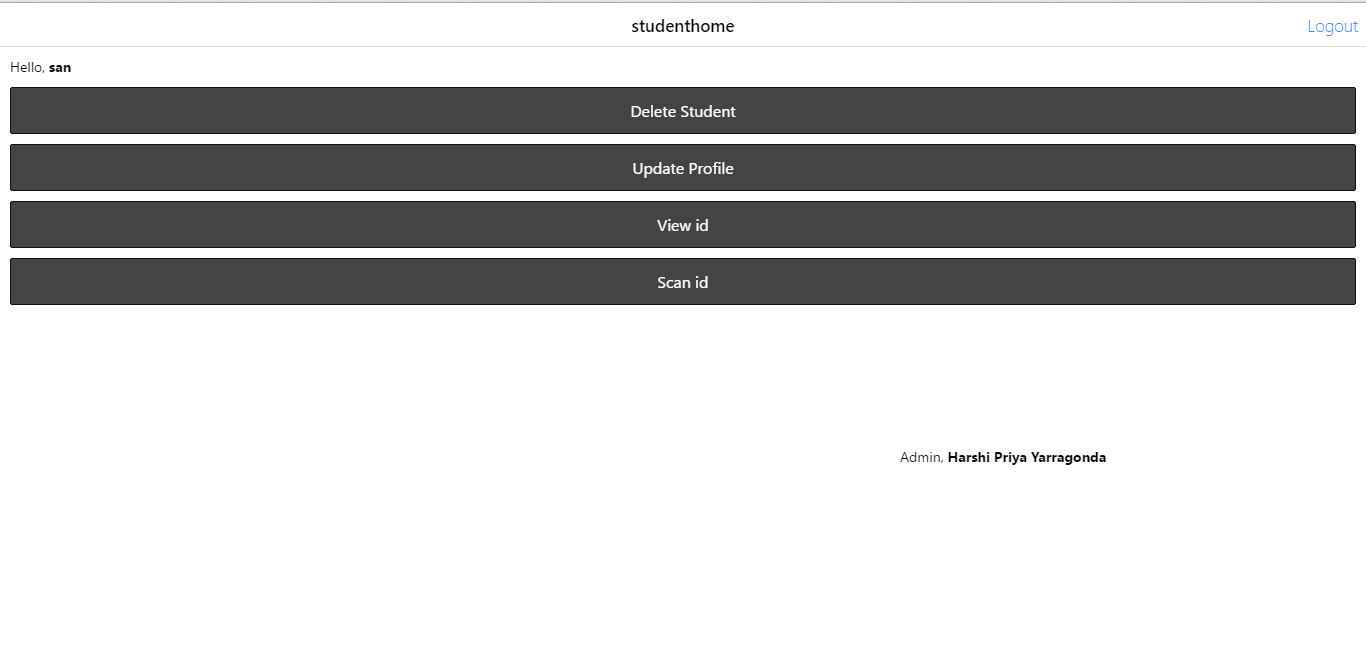 studenthome
Logout
Hello, san
Delete Student
Update Profile
View id
Scan id
Admin, Harshi Priya Yarragonda